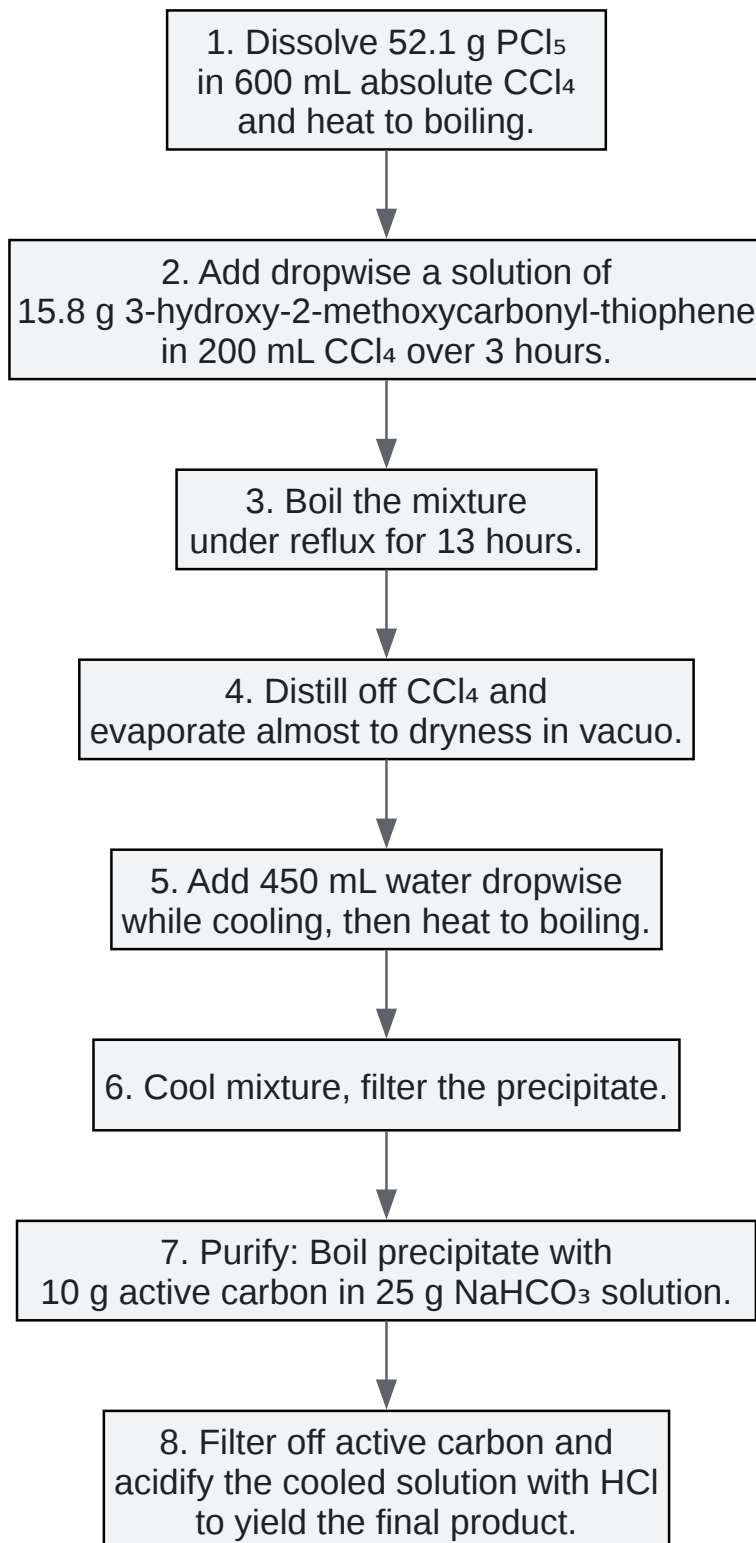 1. Dissolve 52.1 g PCl₅
in 600 mL absolute CCl₄
and heat to boiling.
2. Add dropwise a solution of
15.8 g 3-hydroxy-2-methoxycarbonyl-thiophene
in 200 mL CCl₄ over 3 hours.
3. Boil the mixture
under reflux for 13 hours.
4. Distill off CCl₄ and
evaporate almost to dryness in vacuo.
5. Add 450 mL water dropwise
while cooling, then heat to boiling.
6. Cool mixture, filter the precipitate.
7. Purify: Boil precipitate with
10 g active carbon in 25 g NaHCO₃ solution.
8. Filter off active carbon and
acidify the cooled solution with HCl
to yield the final product.